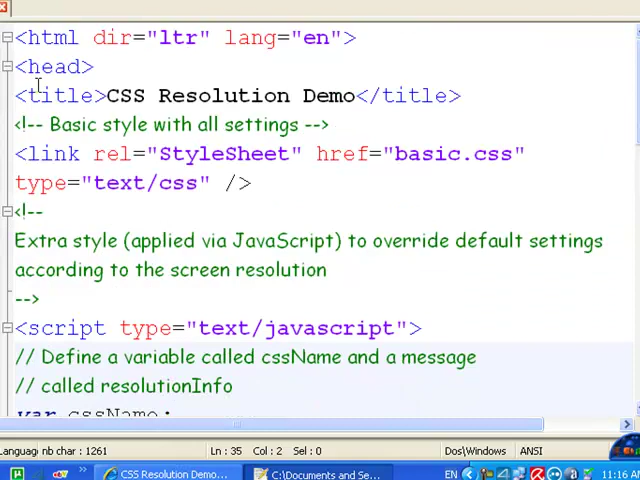 <html dir="ltr" lang="en">
<head>
<title>CSS Resolution Demo</title>
<!-- Basic style with all settings -->
<link rel="StyleSheet" href="basic.css"
type="text/css" />
<!--
Extra style (applied via JavaScript) to override default settings
according to the screen resolution
-->
<script type="text/javascript">
// Define a variable called cssName and a message
// called resolutionInfo
var cssName;
nb char : 1261
Ln : 35 Col : 2 Sel : 0
Dos\Windows
ANSI
CSS Resolution Demo...
C:\Documents and Se...
EN
11:16 AM